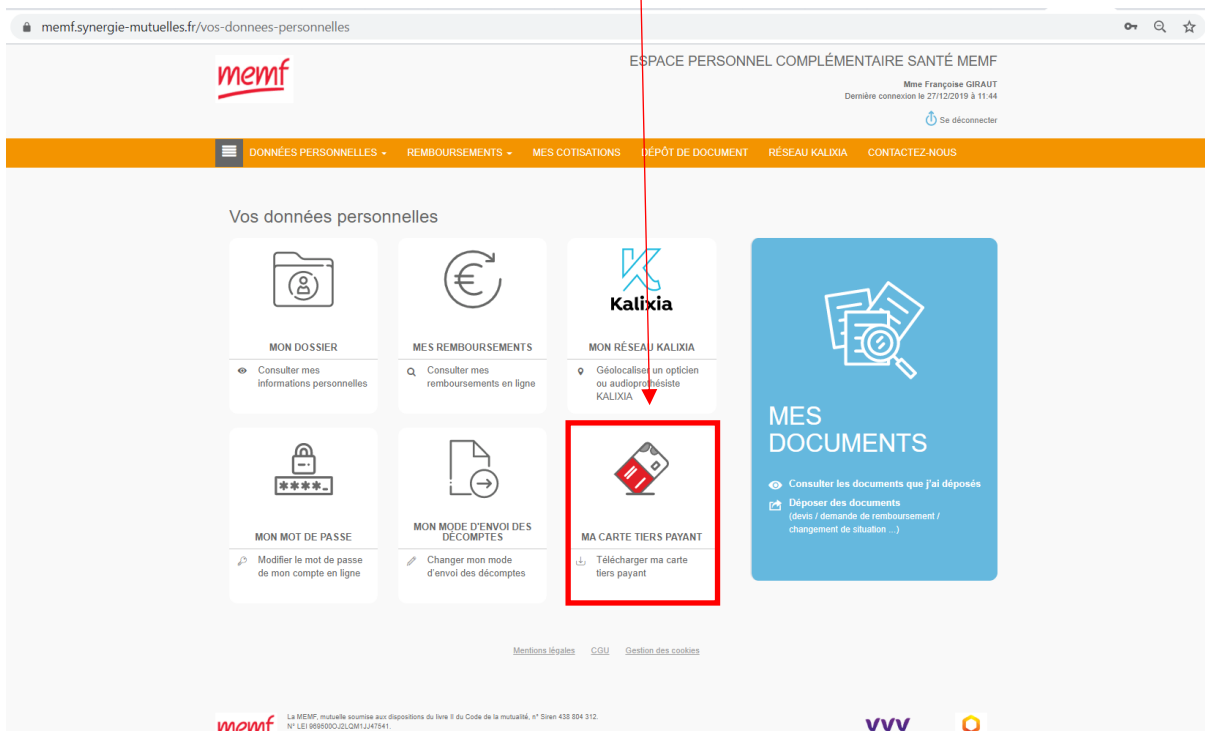 memf.synergie-mutuelles.fr/vos-donnees-personnelles
memf
ESPACE PERSONNEL COMPLÉMENTAIRE SANTÉ MEMF
Mme Françoise GIRAUT
Dernière connexion le 27/12/2019 à 11:44
Se déconnecter
DONNÉES PERSONNELLES REMBOURSEMENTS MES COTISATIONS DÉPÔT DE DOCUMENT RÉSEAU KALIXIA CONTACTEZ-NOUS
Vos données personnelles
MON DOSSIER
Consulter mes
informations personnelles
€
MES REMBOURSEMENTS
Consulter mes
remboursements en ligne
Kalixia
MON RÉSEAU KALIXIA
Géolocaliser un opticien
ou audioprothésiste
KALIXIA
****_
MON MOT DE PASSE
Modifier le mot de passe
de mon compte en ligne
MON MODE D'ENVOI DES
DÉCOMPTES
Changer mon mode
d'envoi des décomptes
MA CARTE TIERS PAYANT
Télécharger ma carte
tiers payant
MES
DOCUMENTS
Consulter les documents que j'ai déposés
Déposer des documents
(devis / demande de remboursement /
changement de situation ...)
Mentions légales CGU Gestion des cookies
memf
La MEMF, mutuelle soumise aux dispositions du livre II du Code de la mutualité, n° Siren 438 804 312.
N° LEI 969500OJ2LQM1JJ47541.
VYV